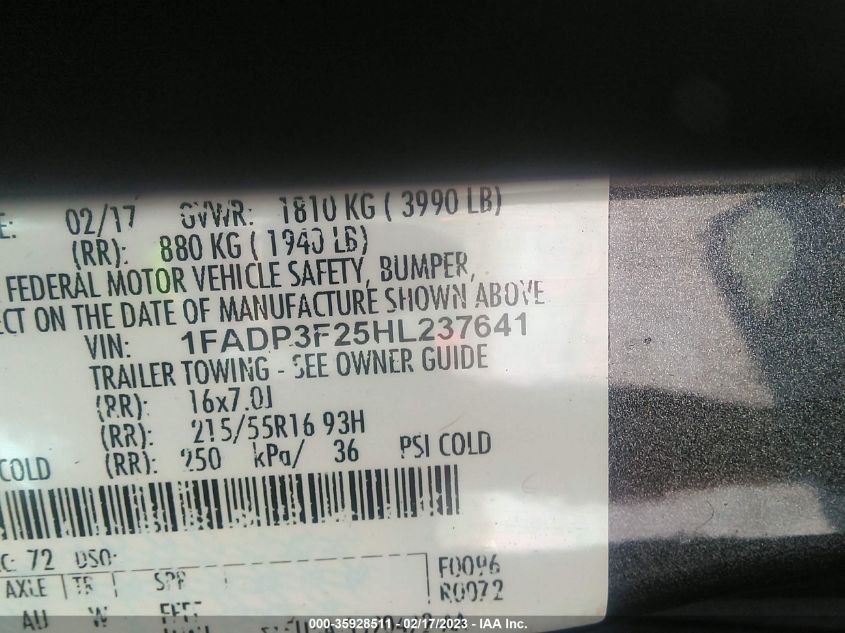 E: 02/17 GVWR: 1810 KG ( 3990 LB)
(RR): 880 KG ( 1940 LB)
FEDERAL MOTOR VEHICLE SAFETY, BUMPER,
ECT ON THE DATE OF MANUFACTURE SHOWN ABOVE
VIN: 1FADP3F25HL237641
TRAILER TOWING - SEE OWNER GUIDE
(RR): 16x7.0J
(RR): 215/55R16 93H
COLD (RR): 250 kPa/ 36 PSI COLD
C: 72 DSO:
AXLE TR SPR
F0096
R0072
AU W
000-35928511 - 02/17/2023 - IAA Inc.